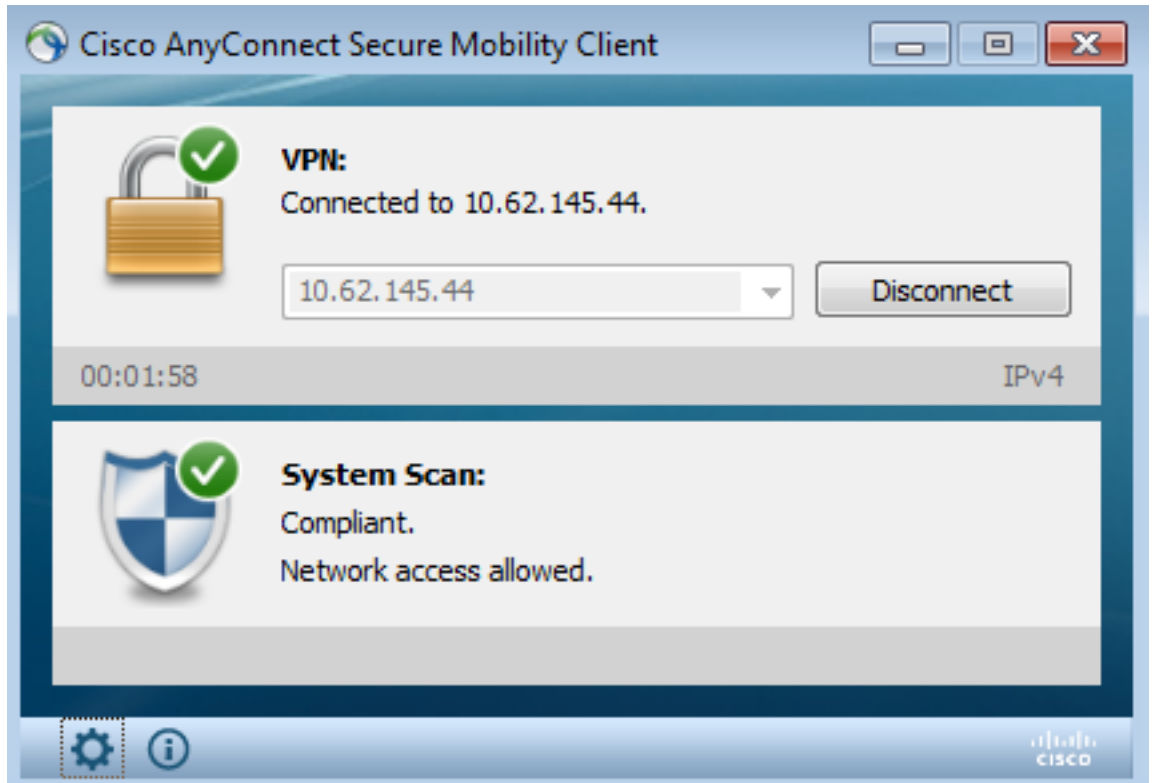 Cisco AnyConnect Secure Mobility Client
VPN:
Connected to 10.62.145.44.
10.62.145.44
Disconnect
00:01:58
IPv4
System Scan:
Compliant.
Network access allowed.
CISCO